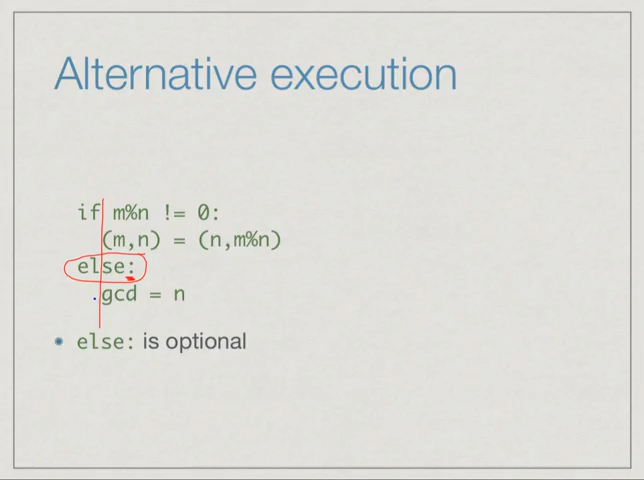 Alternative execution
if m%n != 0:
(m,n) = (n,m%n)
else:
gcd = n
else: is optional